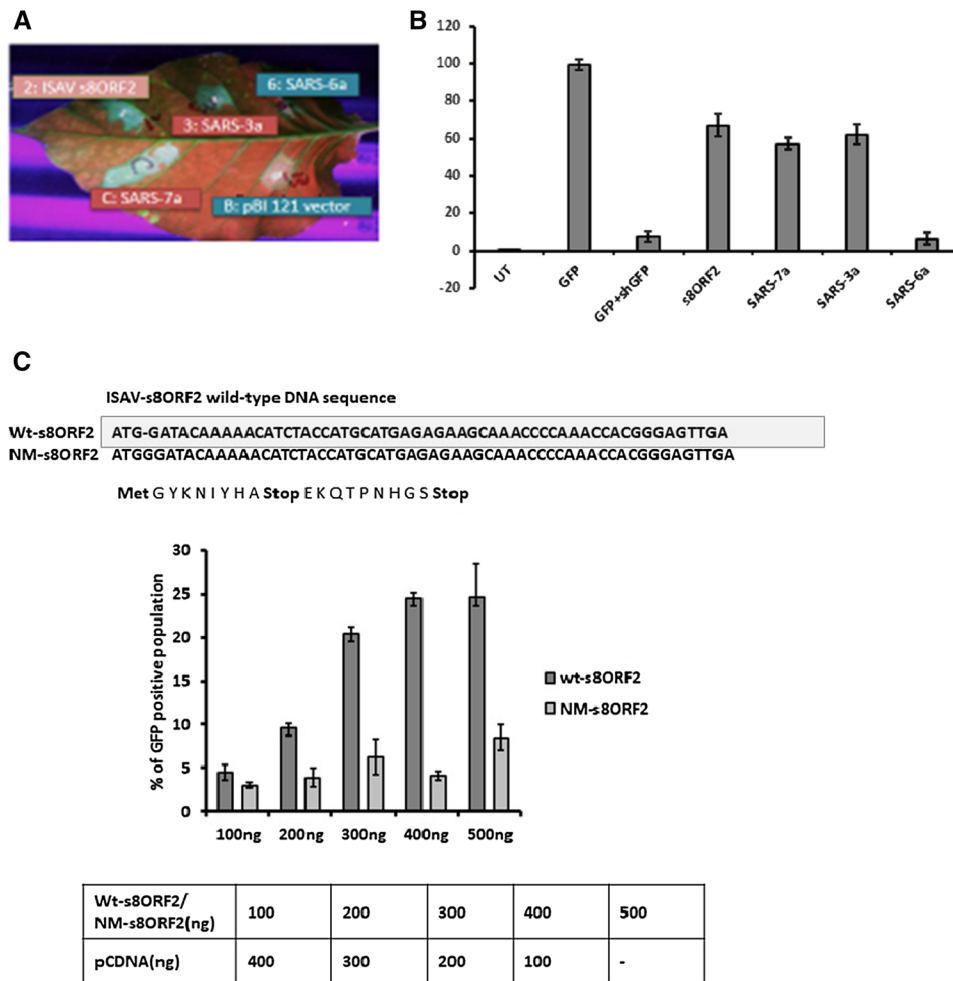 A
2: ISAV s8ORF2
6: SARS-6a
3: SARS-3a
C: SARS-7a
B: pBI 121 vector
B
120
100
80
60
40
20
0
-20
UT
GFP
GFP+shGFP
s8ORF2
SARS-7a
SARS-3a
SARS-6a
C
ISAV-s8ORF2 wild-type DNA sequence
Wt-s8ORF2 ATG-GATACAAAAACATCTACCATGCATGAGAGAAGCAAACCCCAAACCACGGGAGTTGA
NM-s8ORF2 ATGGGATACAAAAACATCTACCATGCATGAGAGAAGCAAACCCCAAACCACGGGAGTTGA
Met G Y K N I Y H A Stop E K Q T P N H G S Stop
% of GFP positive population
30
25
20
15
10
5
0
100ng 200ng 300ng 400ng 500ng
wt-s8ORF2
NM-s8ORF2
Wt-s8ORF2/
NM-s8ORF2(ng) 100 200 300 400 500
pCDNA(ng) 400 300 200 100 -